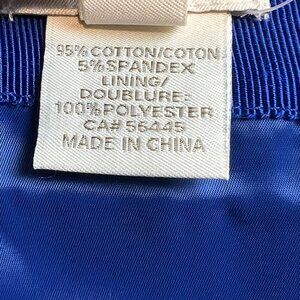 95% COTTON/COTON
5% SPANDEX
LINING/
DOUBLURE:
100% POLYESTER
CA# 56445
MADE IN CHINA